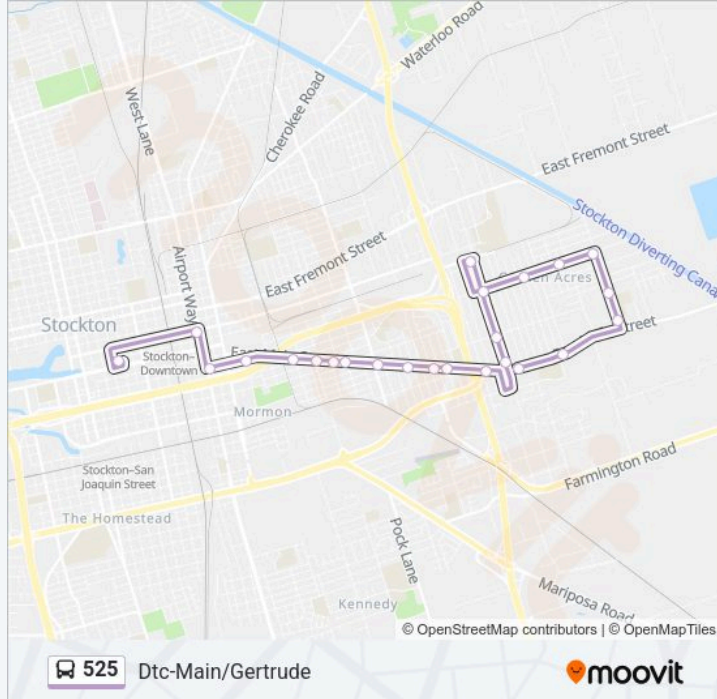 Waterloo Road
West Lane
Cherokee Road
East Fremont Street
Stockton Diverting Canal
Airport Way
East Fremont Street
Acres
Stockton
Street
Stockton–
Downtown
Mormon
Farmington Road
Stockton–San
Joaquin Street
The Homestead
Pock Lane
Mariposa Road
Kennedy
© OpenStreetMap contributors | © OpenMapTiles
525 Dtc-Main/Gertrude
moovit